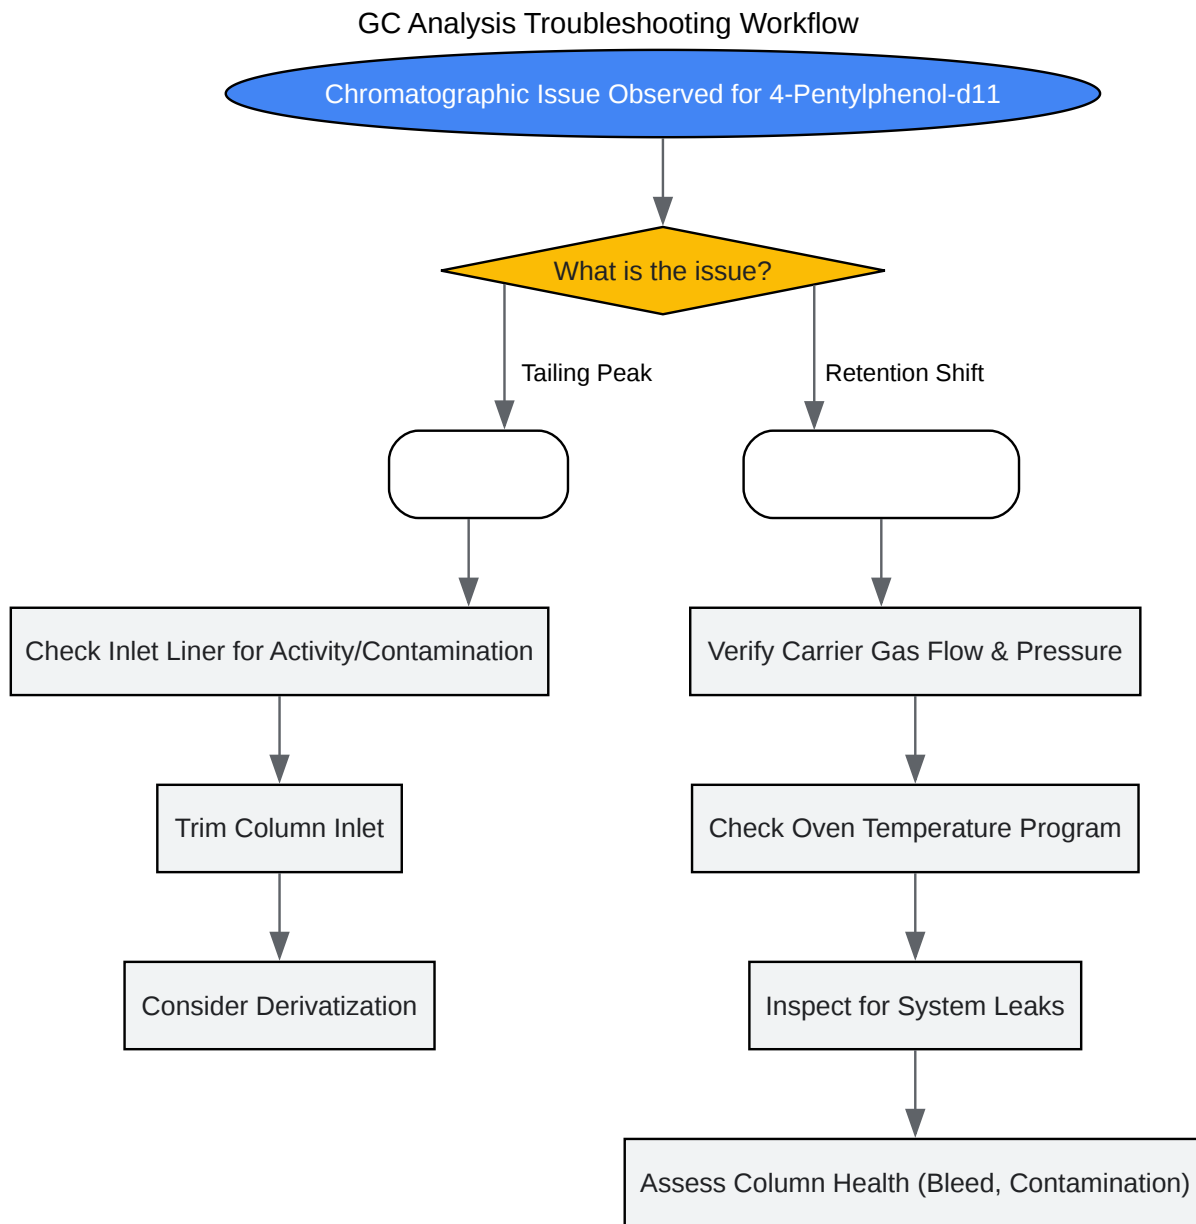 GC Analysis Troubleshooting Workflow
Chromatographic Issue Observed for 4-Pentylphenol-d11
What is the issue?
Tailing Peak
Retention Shift
Check Inlet Liner for Activity/Contamination
Verify Carrier Gas Flow & Pressure
Trim Column Inlet
Check Oven Temperature Program
Consider Derivatization
Inspect for System Leaks
Assess Column Health (Bleed, Contamination)